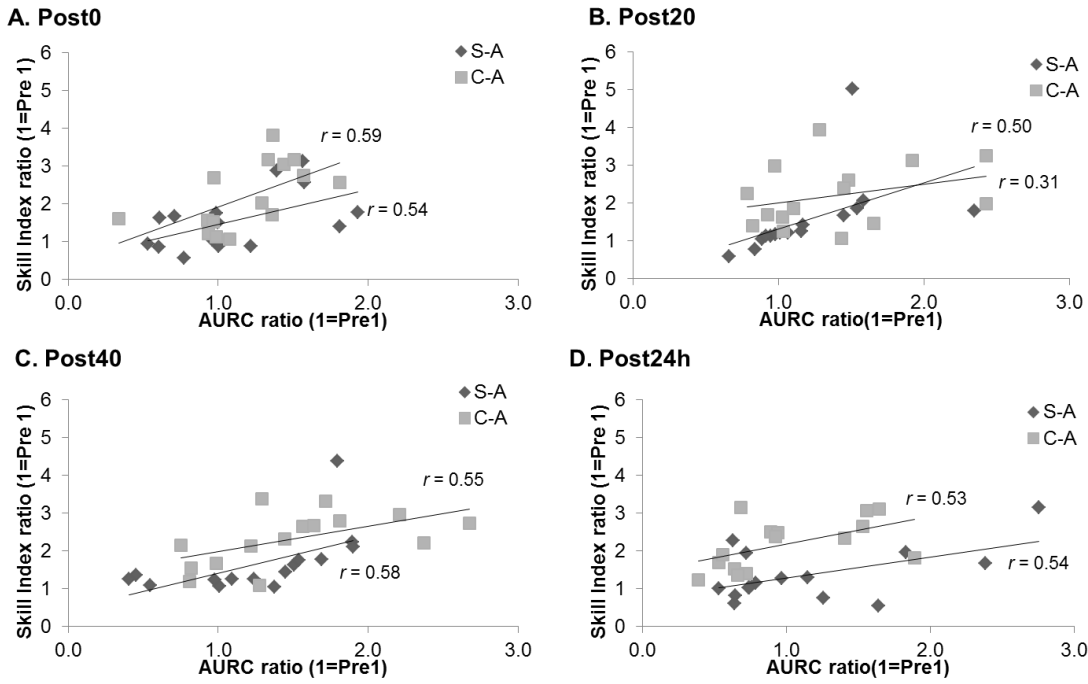 A. Post0
Skill Index ratio (1=Pre 1)
6
5
4
3
2
1
0
0.0
1.0
2.0
3.0
AURC ratio (1=Pre1)
S-A
C-A
r = 0.59
r = 0.54
B. Post20
Skill Index ratio (1=Pre 1)
6
5
4
3
2
1
0
0.0
1.0
2.0
3.0
AURC ratio(1=Pre1)
S-A
C-A
r = 0.50
r = 0.31
C. Post40
Skill Index ratio (1=Pre 1)
6
5
4
3
2
1
0
0.0
1.0
2.0
3.0
AURC ratio (1=Pre1)
S-A
C-A
r = 0.55
r = 0.58
D. Post24h
Skill Index ratio (1=Pre 1)
6
5
4
3
2
1
0
0.0
1.0
2.0
3.0
AURC ratio(1=Pre1)
S-A
C-A
r = 0.53
r = 0.54